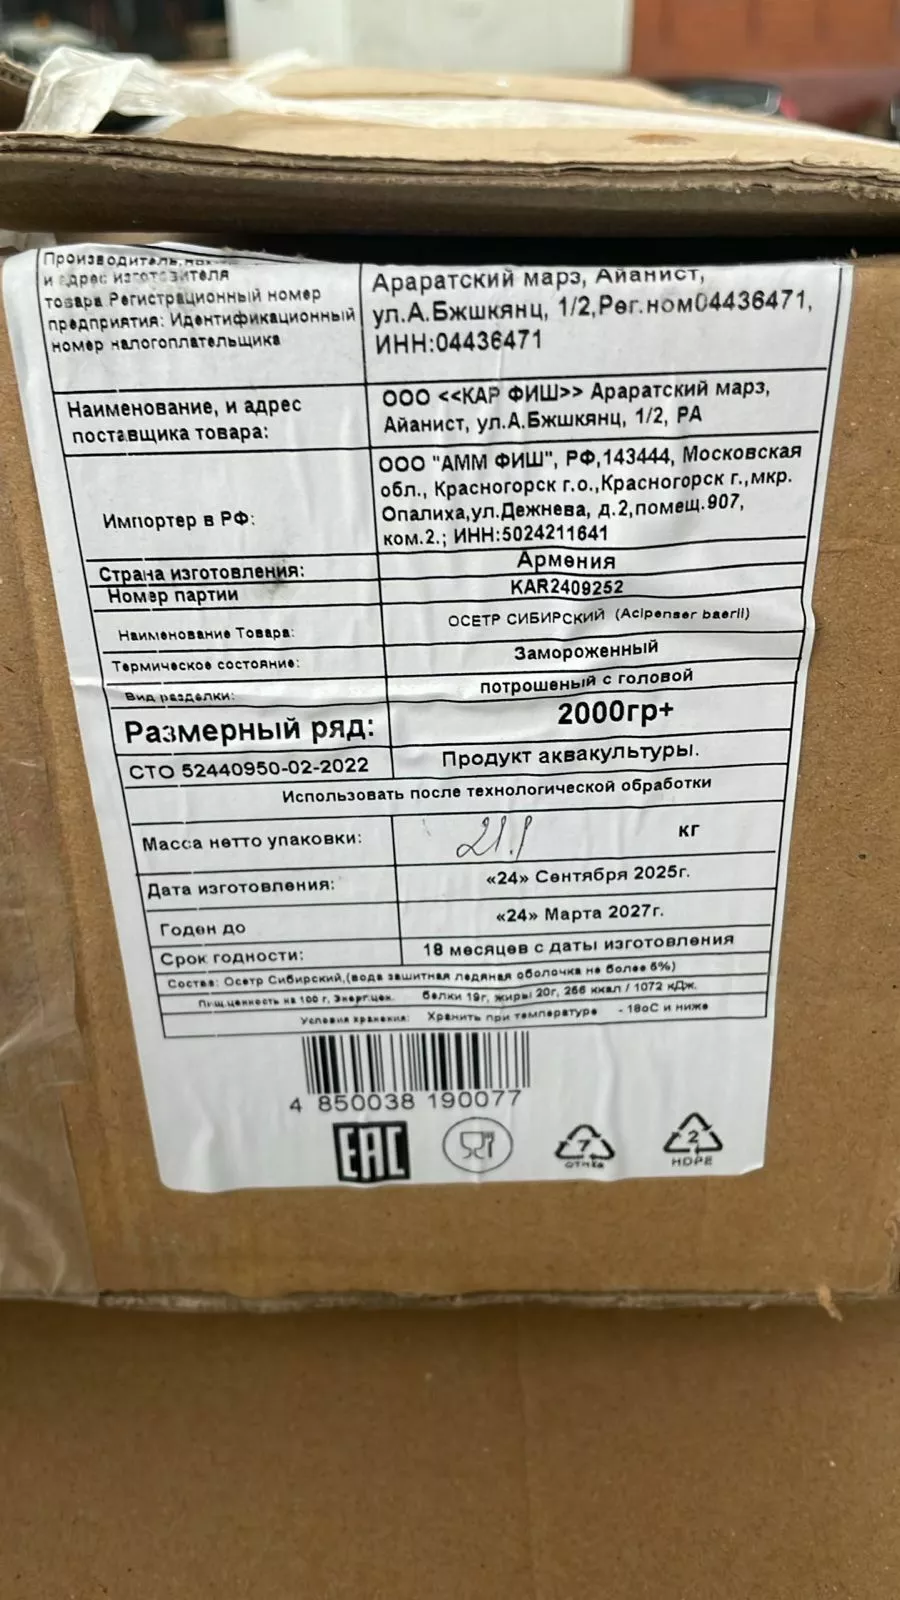 Производитель,
и адрес изготовителя
товара Регистрационный номер
предприятия: Идентификационный
номер налогоплательщика
Араратский марз, Айанист,
ул.А.Бжшкянц, 1/2,Рег.ном04436471,
ИНН:04436471
Наименование, и адрес
поставщика товара:
ООО <<КАР ФИШ>> Араратский марз,
Айанист, ул.А.Бжшкянц, 1/2, РА
Импортер в РФ:
ООО "АММ ФИШ", РФ,143444, Московская
обл., Красногорск г.о.,Красногорск г.,мкр.
Опалиха,ул.Дежнева, д.2,помещ.907,
ком.2.; ИНН:5024211641
Страна изготовления: Армения
Номер партии KAR2409252
Наименование Товара: ОСЕТР СИБИРСКИЙ (Acipenser baerii)
Термическое состояние: Замороженный
Вид разделки: потрошеный с головой
Размерный ряд: 2000гр+
СТО 52440950-02-2022 Продукт аквакультуры.
Использовать после технологической обработки
Масса нетто упаковки: кг
Дата изготовления: «24» Сентября 2025г.
Годен до «24» Марта 2027г.
Срок годности: 18 месяцев с даты изготовления
Состав: Осетр Сибирский,(вода защитная ледяная оболочка не более 5%)
Пищ.ценность на 100 г, Энерг.цен. белки 19г, жиры 20г, 256 ккал / 1072 кДж.
Условия хранения: Хранить при температуре - 18оС и ниже
4 850038 190077
EAC
7
2
HDPE